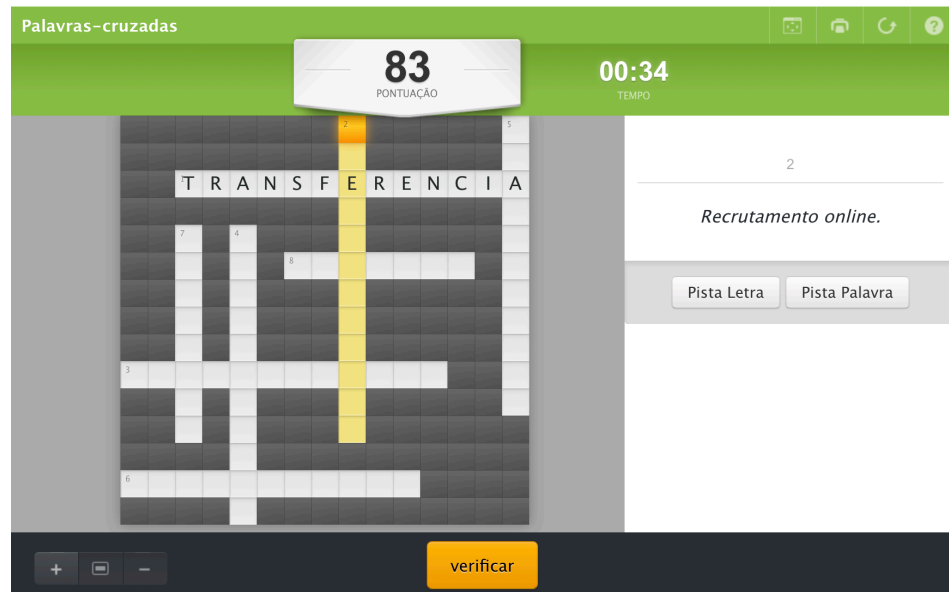 Palavras-cruzadas
?
83
PONTUAÇÃO
00:34
TEMPO
2
5
1
T R A N S F E R E N C I A
7
4
8
3
6
2
Recrutamento online.
Pista Letra
Pista Palavra
+
−
verificar